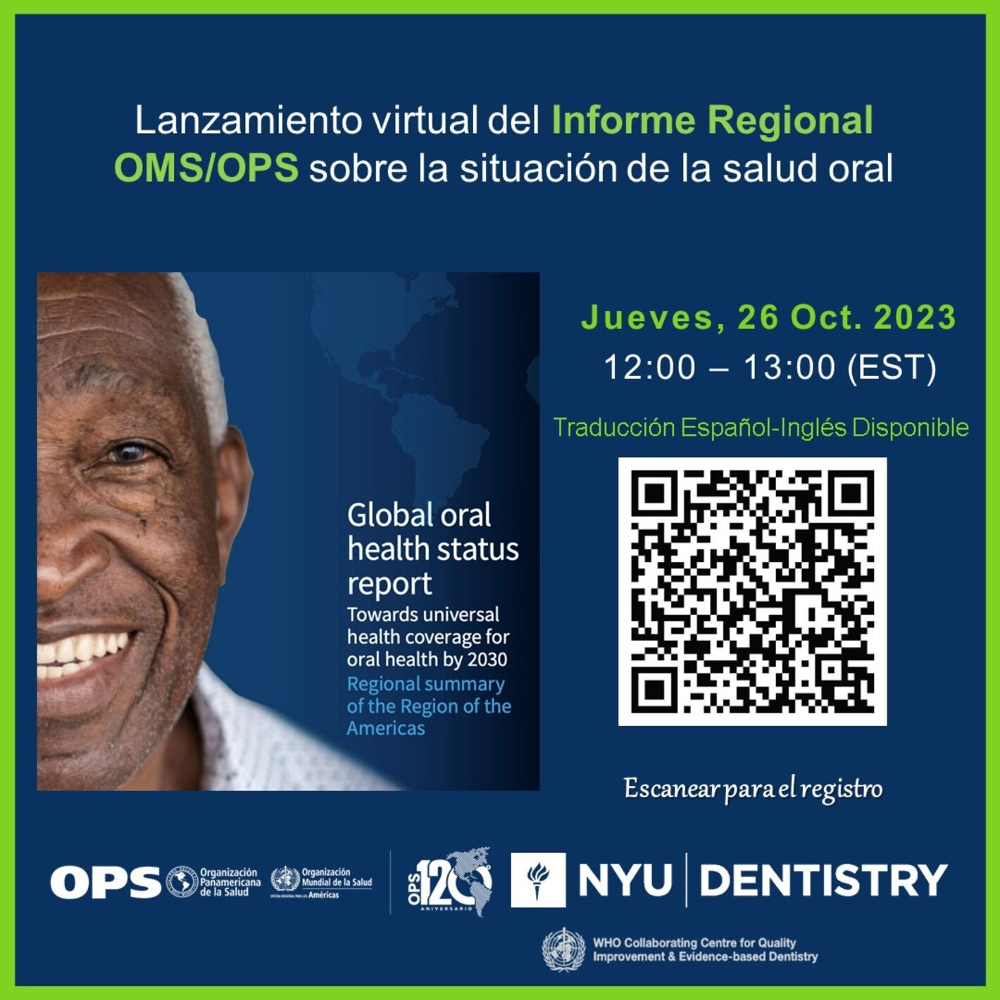 Lanzamiento virtual del Informe Regional
OMS/OPS sobre la situación de la salud oral
Global oral
health status
report
Towards universal
health coverage for
oral health by 2030
Regional summary
of the Region of the
Americas
Jueves, 26 Oct. 2023
12:00 – 13:00 (EST)
Traducción Español-Inglés Disponible
Escanear para el registro
OPS
Organización
Panamericana
de la Salud
Organización
Mundial de la Salud
OFICINA REGIONAL PARA LAS Américas
OPS
120
ANIVERSARIO
NYU DENTISTRY
WHO Collaborating Centre for Quality
Improvement & Evidence-based Dentistry